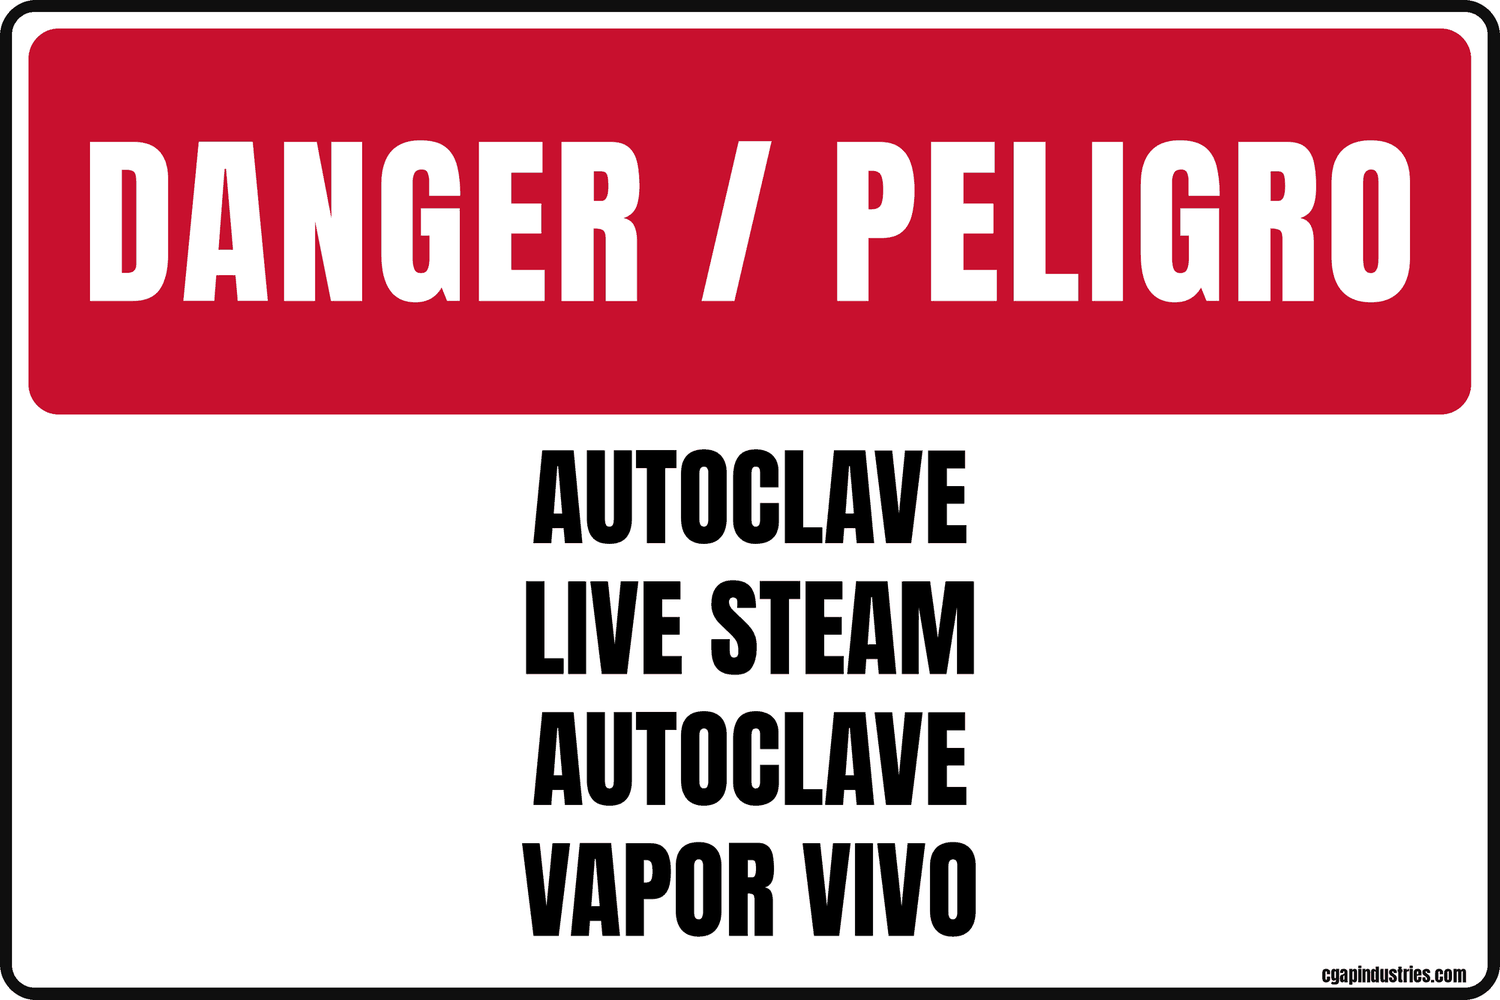 DANGER / PELIGRO
AUTOCLAVE
LIVE STEAM
AUTOCLAVE
VAPOR VIVO
cgapindustries.com